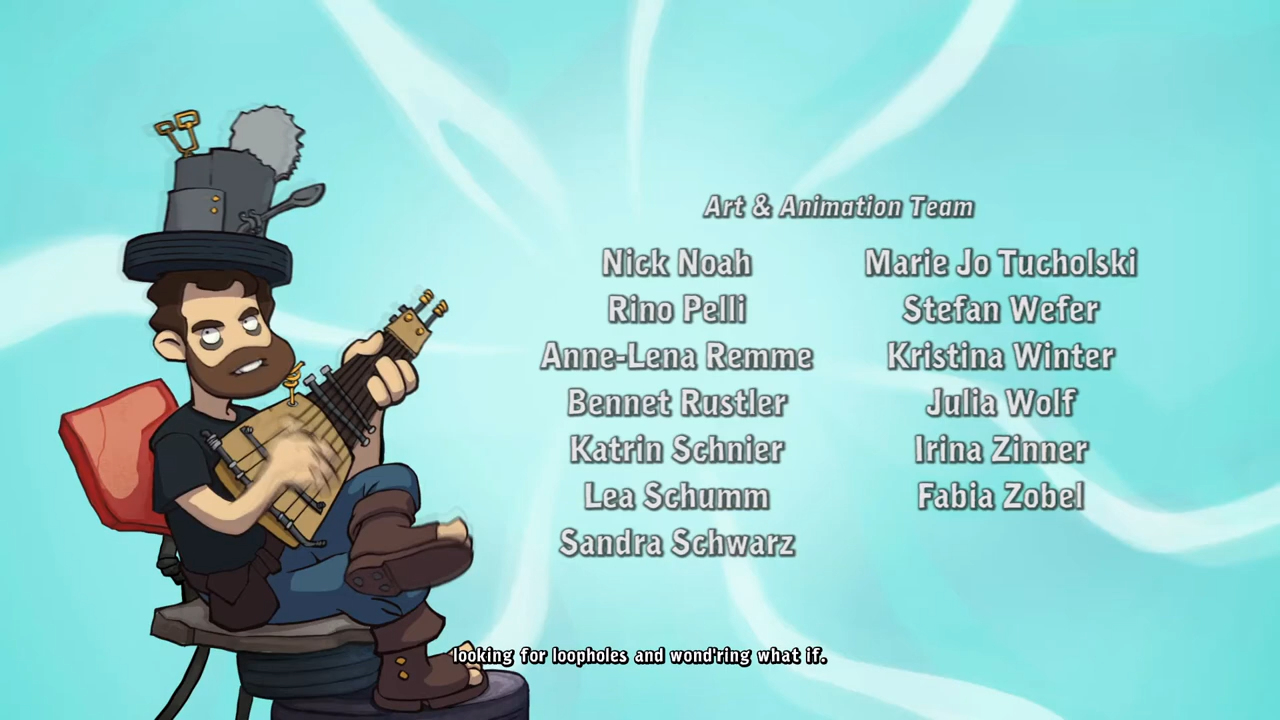 Art & Animation Team
Nick Noah
Rino Pelli
Anne-Lena Remme
Bennet Rustler
Katrin Schnier
Lea Schumm
Sandra Schwarz
Marie Jo Tucholski
Stefan Wefer
Kristina Winter
Julia Wolf
Irina Zinner
Fabia Zobel
looking for loopholes and wond'ring what if.